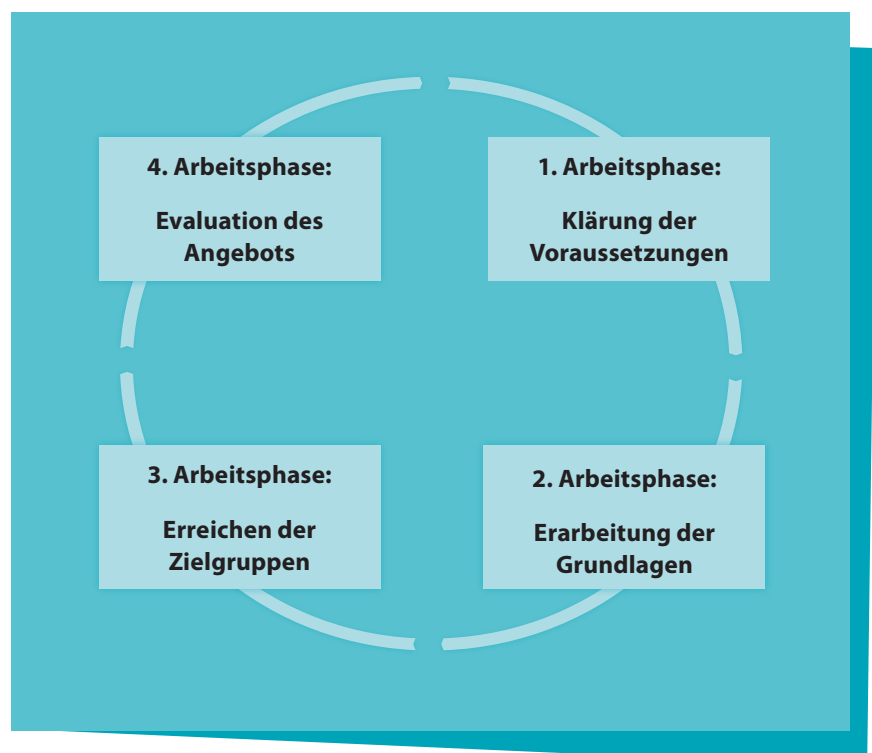 4. Arbeitsphase:
Evaluation des
Angebots
1. Arbeitsphase:
Klärung der
Voraussetzungen
3. Arbeitsphase:
Erreichen der
Zielgruppen
2. Arbeitsphase:
Erarbeitung der
Grundlagen